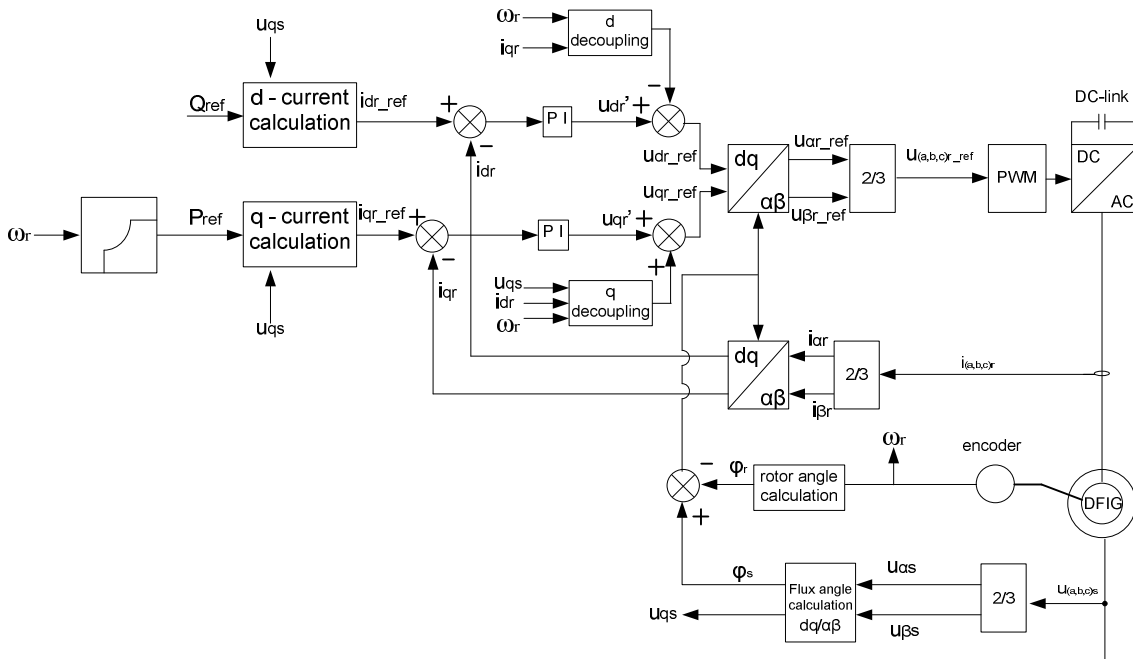 ωr
iqr
d
decoupling
uqs
Qref
d - current
calculation
idr_ref
+
−
idr
P I
udr' +
−
udr_ref
DC-link
dq
αβ
uαr_ref
uβr_ref
2/3
u(a,b,c)r_ref
PWM
DC
AC
ωr
Pref
q - current
calculation
iqr_ref
+
−
iqr
P I
uqr'
+
+
uqr_ref
uqs
uqs
idr
ωr
q
decoupling
dq
αβ
iαr
iβr
2/3
i(a,b,c)r
ωr
encoder
−
φr
rotor angle
calculation
DFIG
+
φs
uqs
Flux angle
calculation
dq/αβ
uαs
uβs
2/3
u(a,b,c)s